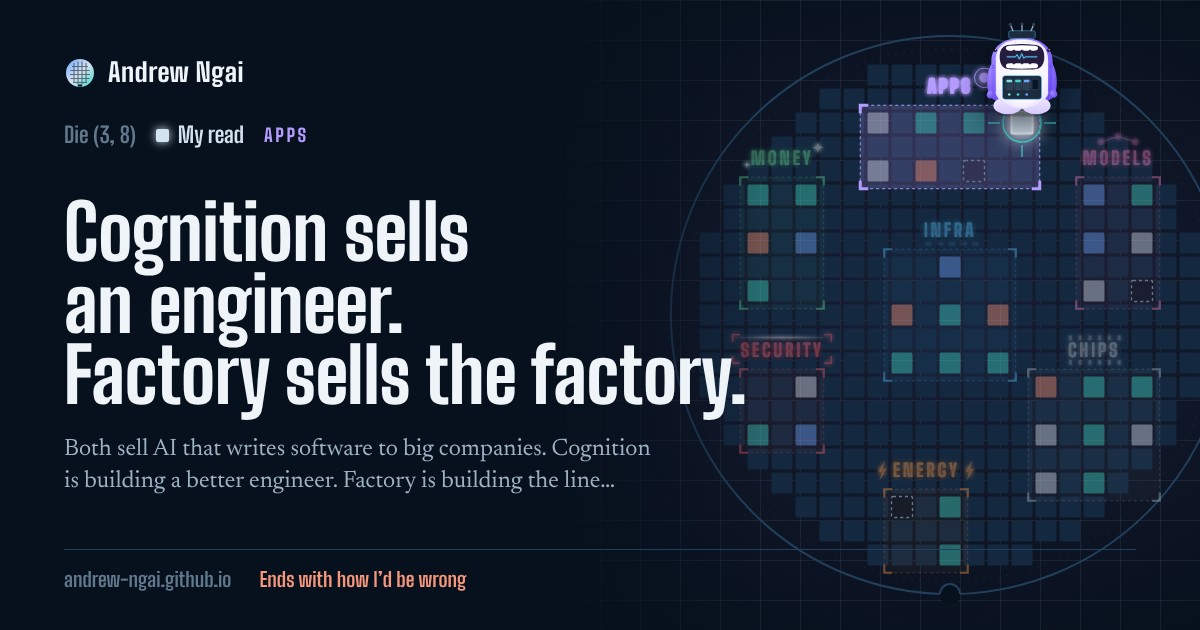 Andrew Ngai
Die (3, 8) My read APPS
Cognition sells
an engineer.
Factory sells the factory.
Both sell AI that writes software to big companies. Cognition
is building a better engineer. Factory is building the line...
andrew-ngai.github.io Ends with how I'd be wrong
APPS
MONEY
MODELS
INFRA
SECURITY
CHIPS
ENERGY